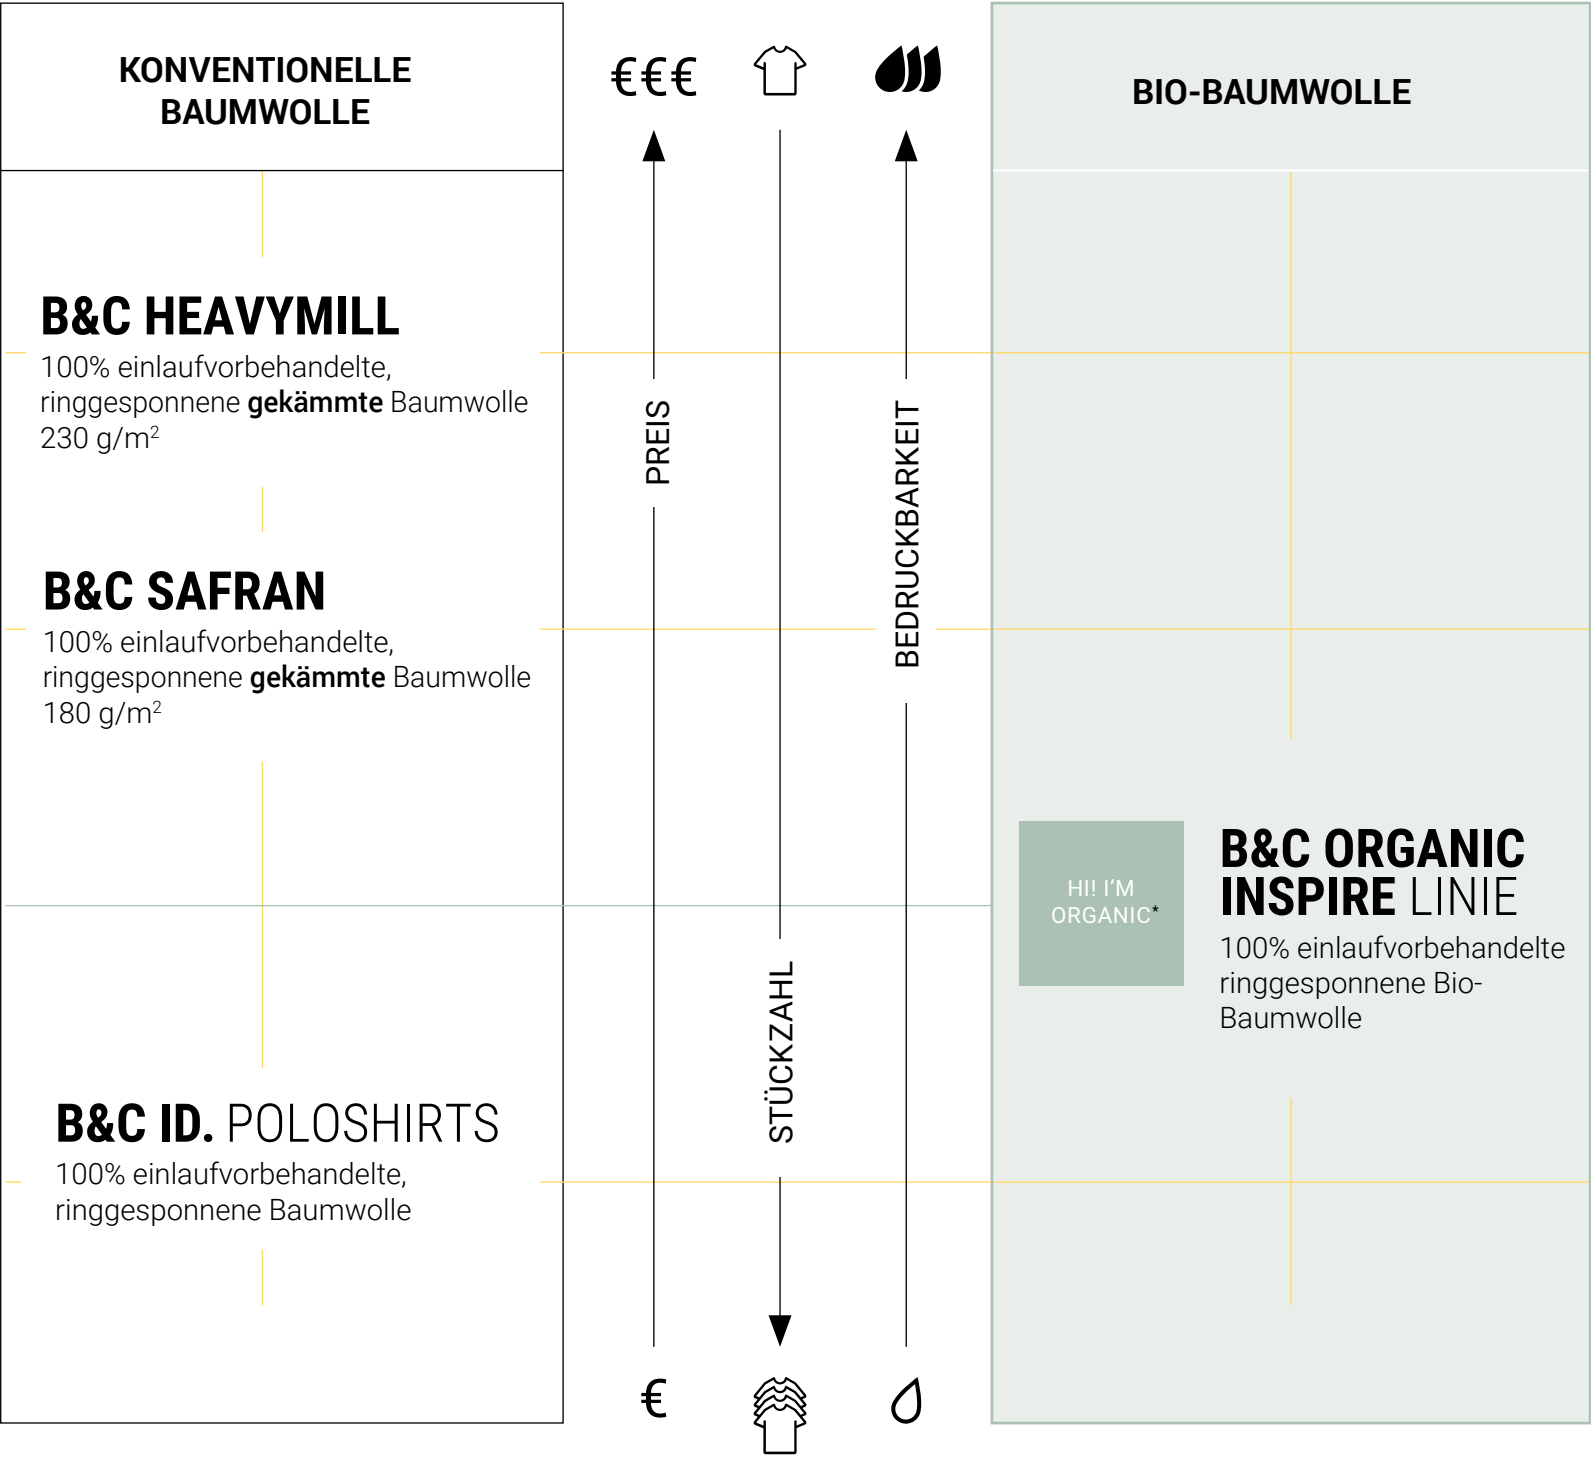 KONVENTIONELLE
BAUMWOLLE
B&C HEAVYMILL
100% einlaufvorbehandelte,
ringgesponnene gekämmte Baumwolle
230 g/m²
B&C SAFRAN
100% einlaufvorbehandelte,
ringgesponnene gekämmte Baumwolle
180 g/m²
B&C ID. POLOSHIRTS
100% einlaufvorbehandelte,
ringgesponnene Baumwolle
€€€
PREIS
€
STÜCKZAHL
BEDRUCKBARKEIT
BIO-BAUMWOLLE
HI! I'M
ORGANIC*
B&C ORGANIC
INSPIRE LINIE
100% einlaufvorbehandelte
ringgesponnene Bio-
Baumwolle